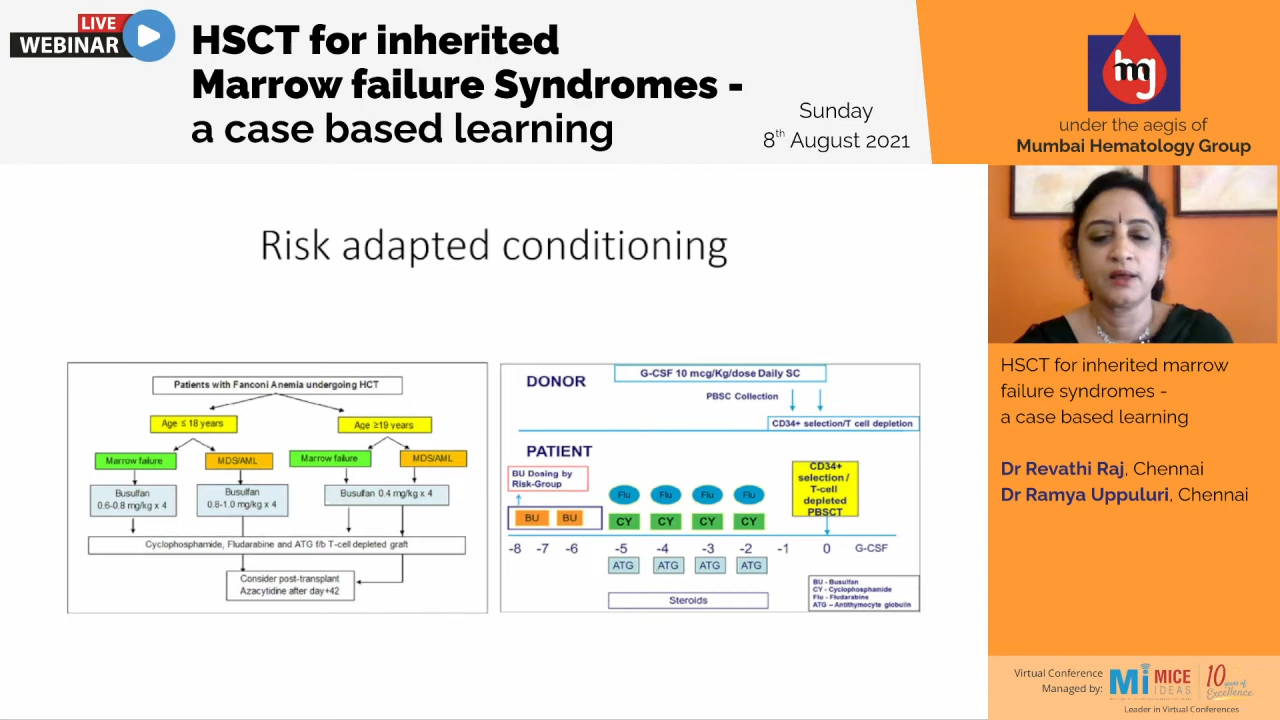 LIVE
WEBINAR
HSCT for inherited
Marrow failure Syndromes -
a case based learning
Sunday
8th August 2021
hmg
under the aegis of
Mumbai Hematology Group
Risk adapted conditioning
Patients with Fanconi Anemia undergoing HCT
Age ≤ 18 years
Age ≥19 years
Marrow failure
MDS/AML
Marrow failure
MDS/AML
Busulfan
0.6-0.8 mg/kg x 4
Busulfan
0.8-1.0 mg/kg x 4
Busulfan 0.4 mg/kg x 4
Cyclophosphamide, Fludarabine and ATG f/b T-cell depleted graft
Consider post-transplant
Azacytidine after day+42
DONOR
G-CSF 10 mcg/Kg/dose Daily SC
PBSC Collection
CD34+ selection/T cell depletion
PATIENT
BU Dosing by
Risk-Group
CD34+
selection /
T-cell
depleted
PBSCT
Flu Flu Flu Flu
BU BU CY CY CY CY
-8 -7 -6 -5 -4 -3 -2 -1 0 G-CSF
ATG ATG ATG ATG
Steroids
BU - Busulfan
CY - Cyclophosphamide
Flu - Fludarabine
ATG – Antithymocyte globulin
HSCT for inherited marrow
failure syndromes -
a case based learning
Dr Revathi Raj, Chennai
Dr Ramya Uppuluri, Chennai
Virtual Conference
Managed by:
Mi MICE
IDEAS
10 years of
Excellence
Leader in Virtual Conferences